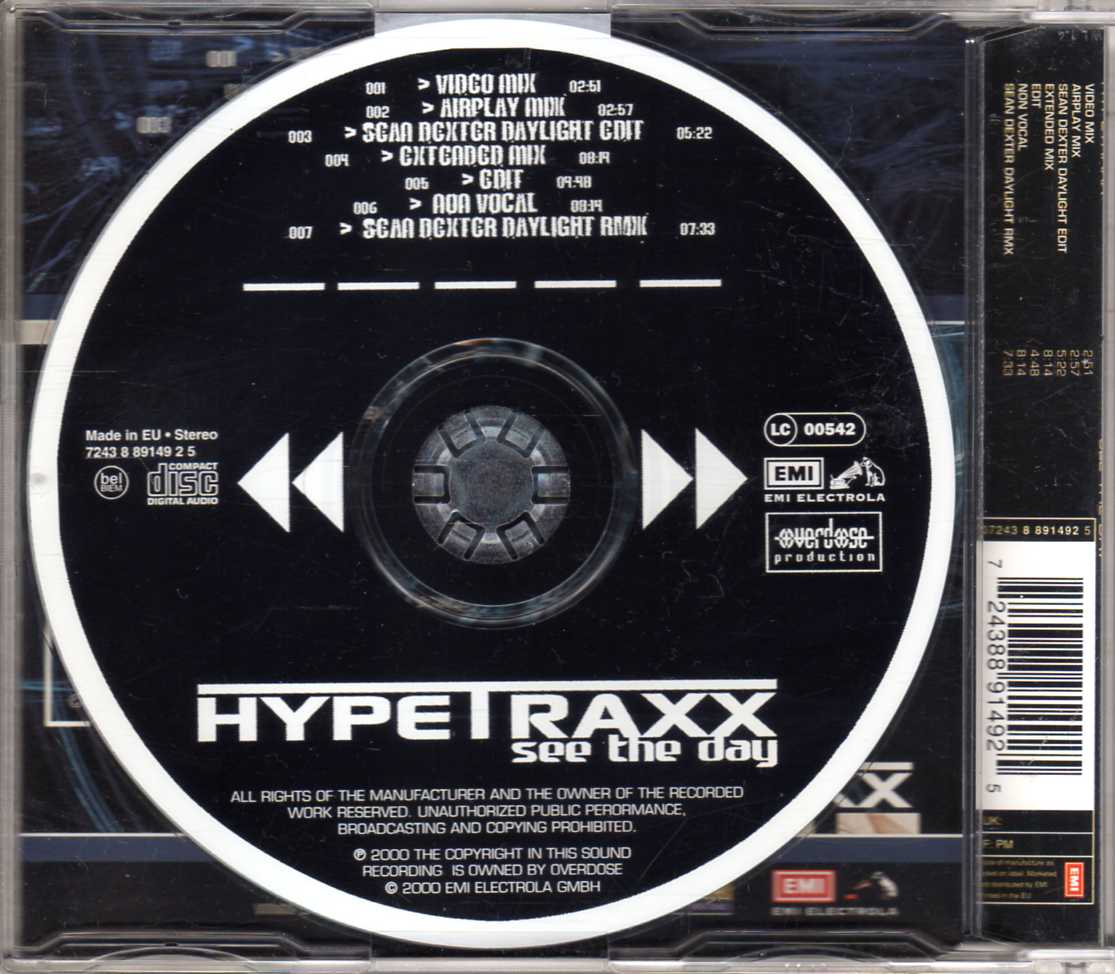 001 > VIDEO MIX 02:51
002 > AIRPLAY MIX 02:57
003 > SEAN DEXTER DAYLIGHT EDIT 05:22
004 > EXTENDED MIX 08:14
005 > EDIT 04:48
006 > NON VOCAL 08:14
007 > SEAN DEXTER DAYLIGHT RMX 07:33
Made in EU • Stereo
7243 8 89149 2 5
bel
BIEM
COMPACT
disc
DIGITAL AUDIO
LC 00542
EMI
EMI ELECTROLA
overdose
production
HYPETRAXX
see the day
ALL RIGHTS OF THE MANUFACTURER AND THE OWNER OF THE RECORDED
WORK RESERVED. UNAUTHORIZED PUBLIC PERORMANCE,
BROADCASTING AND COPYING PROHIBITED.
℗ 2000 THE COPYRIGHT IN THIS SOUND
RECORDING IS OWNED BY OVERDOSE
© 2000 EMI ELECTROLA GMBH
VIDEO MIX 2:51
AIRPLAY MIX 2:57
SEAN DEXTER DAYLIGHT EDIT 5:22
EXTENDED MIX 8:14
EDIT 4:48
NON VOCAL 8:14
SEAN DEXTER DAYLIGHT RMX 7:33
7243 8 891492 5
7 24388 91492 5
UK:
F: PM
EMI
XX
EMI
EMI ELECTROLA